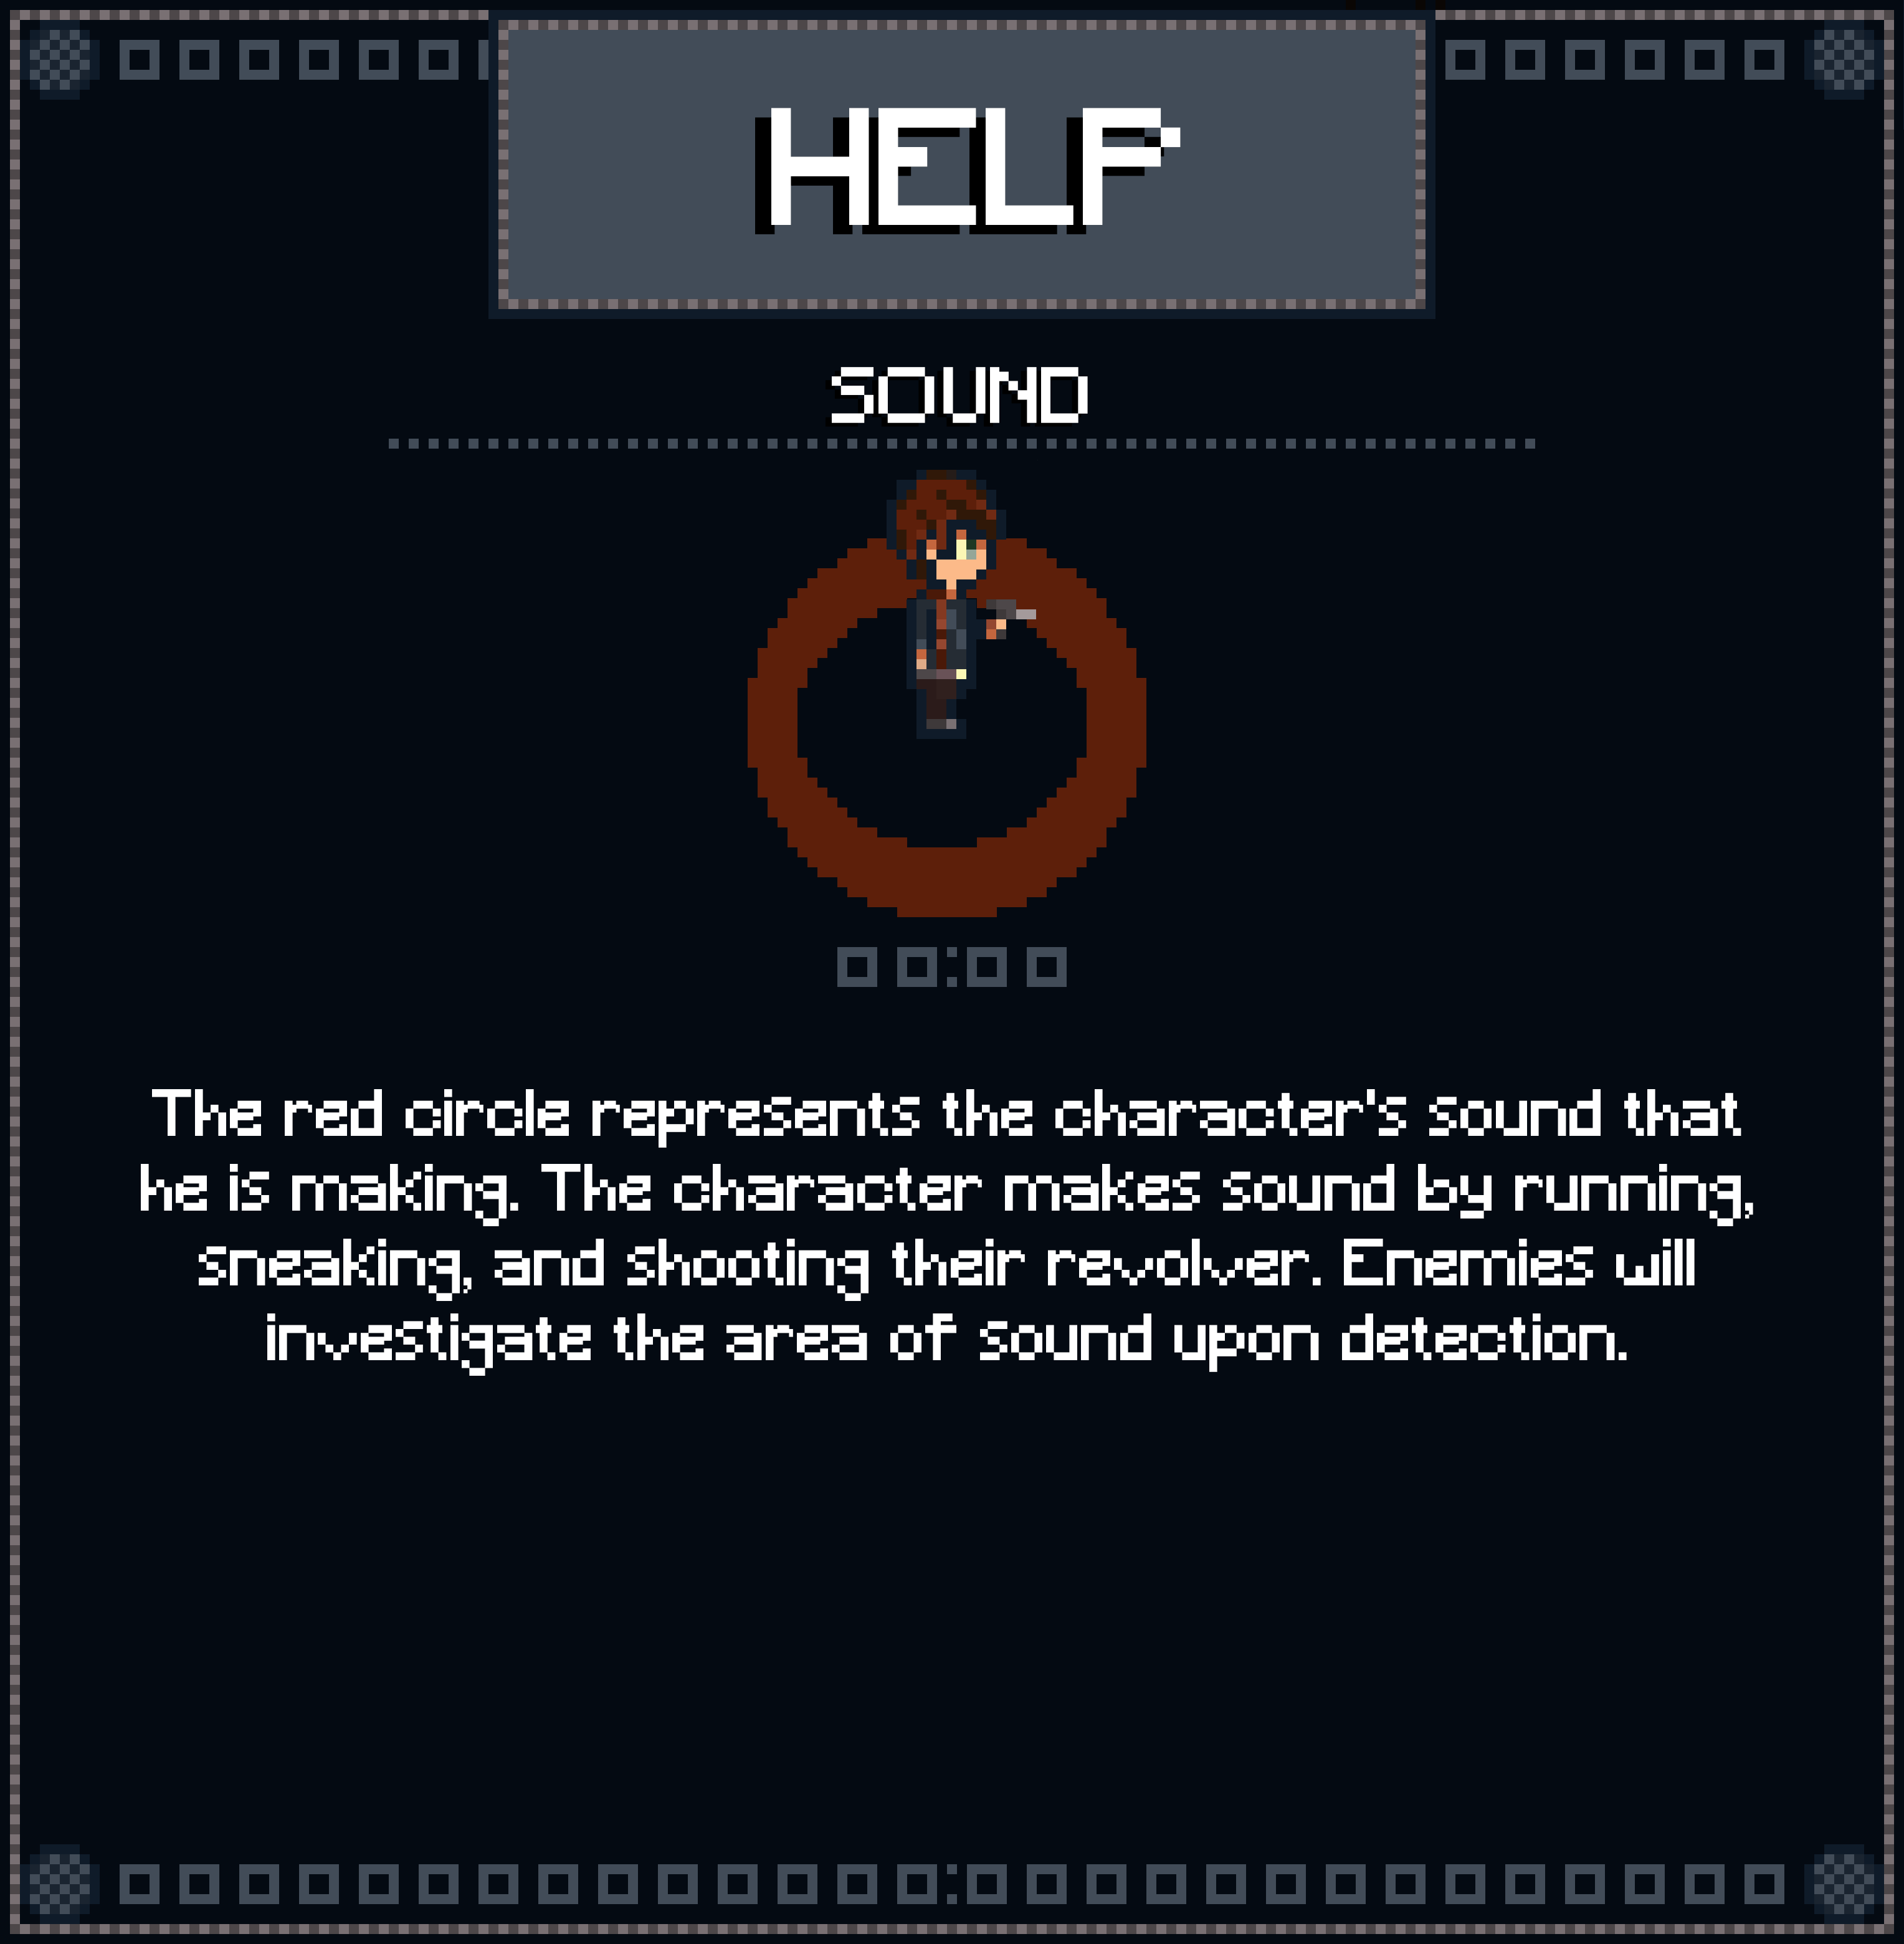 HELP
SOUND
The red circle represents the character's sound that
he is making. The character makes sound by running,
sneaking, and shooting their revolver. Enemies will
investigate the area of sound upon detection.